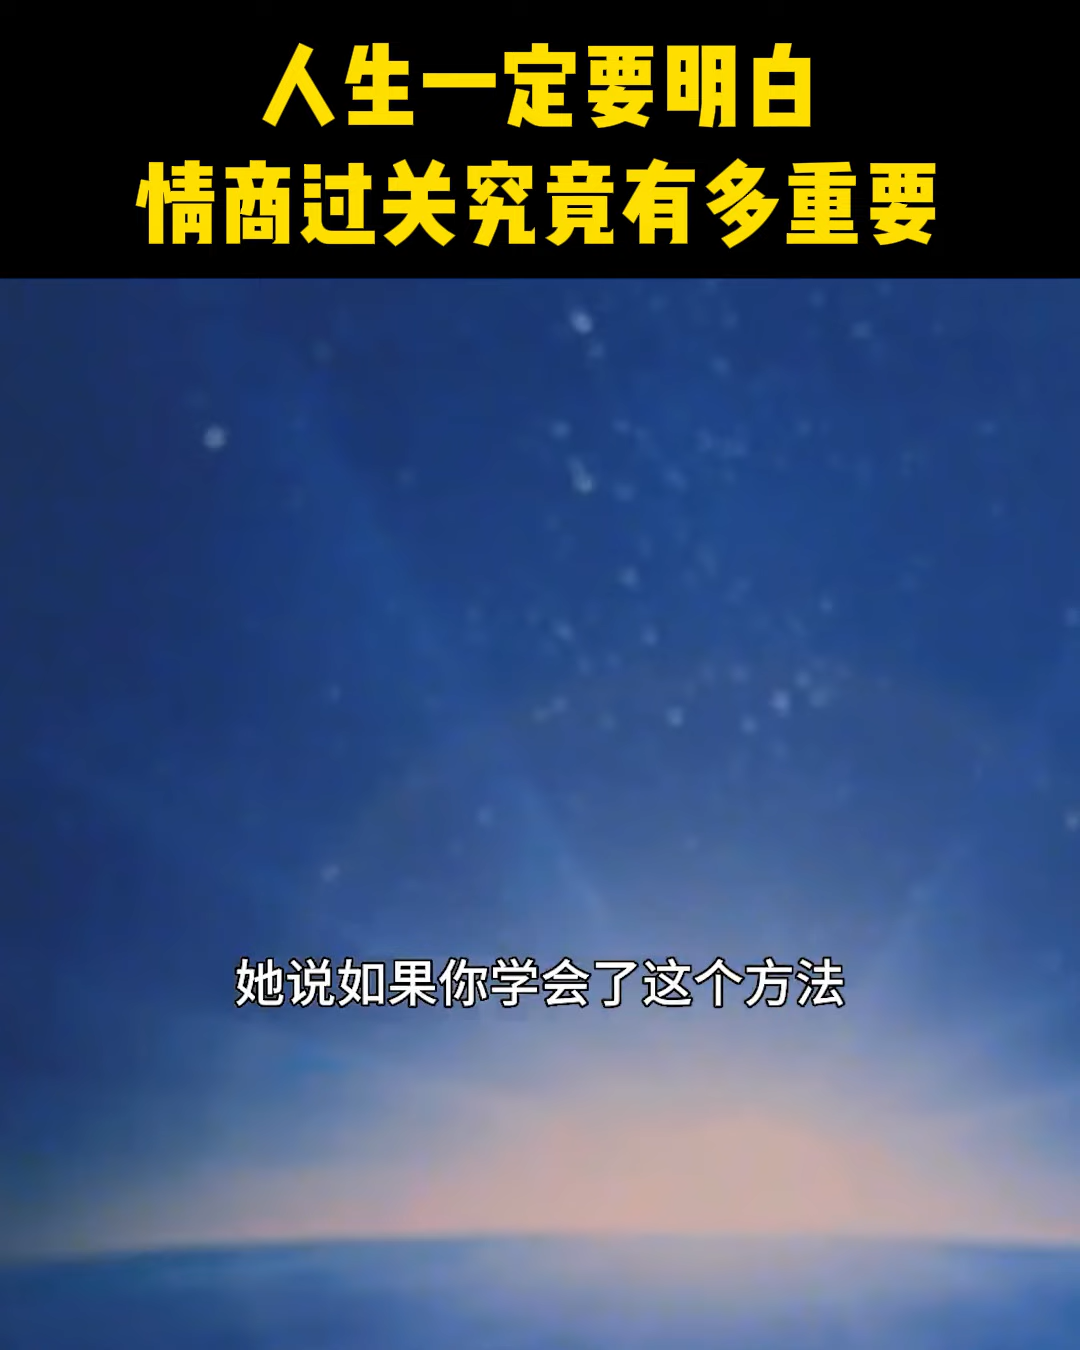 人生一定要明白
情商过关究竟有多重要
她说如果你学会了这个方法